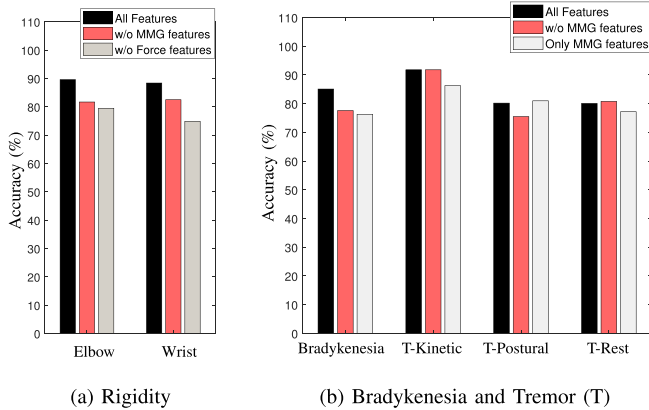 All Features
w/o MMG features
w/o Force features
110
100
90
80
70
60
50
40
30
20
10
0
Accuracy (%)
Elbow Wrist
(a) Rigidity
All Features
w/o MMG features
Only MMG features
110
100
90
80
70
60
50
40
30
20
10
0
Accuracy (%)
Bradykenesia T-Kinetic T-Postural T-Rest
(b) Bradykenesia and Tremor (T)